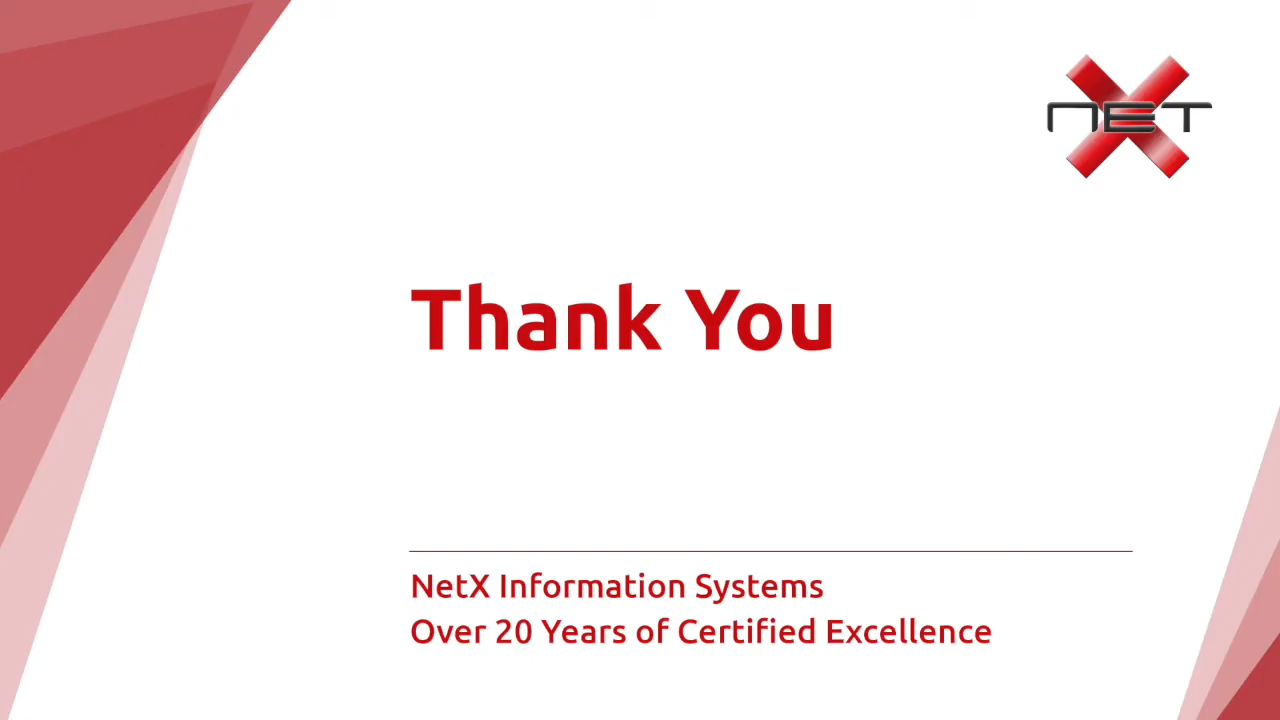 NET
Thank You
NetX Information Systems
Over 20 Years of Certified Excellence